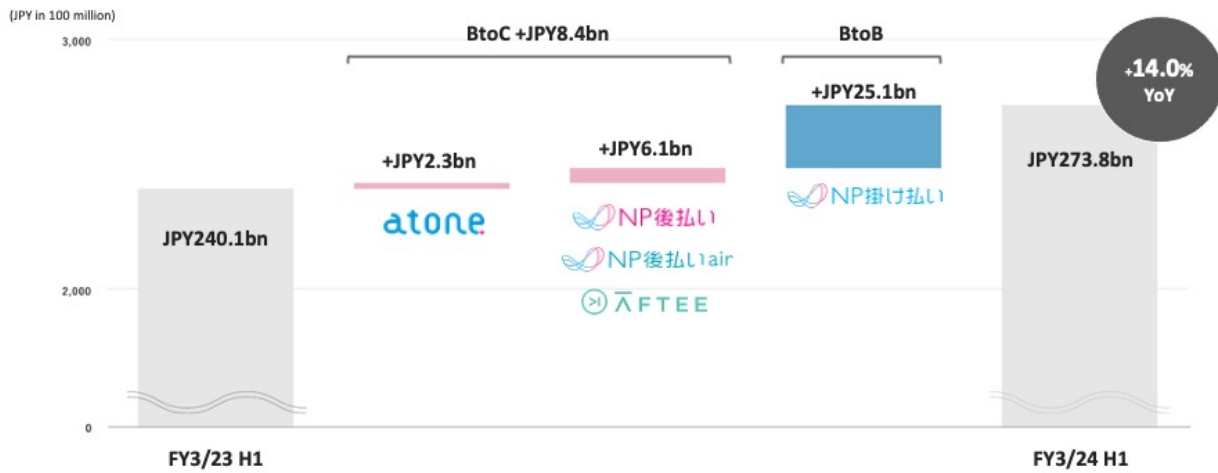 (JPY in 100 million)
3,000
BtoC +JPY8.4bn
BtoB
+14.0%
YoY
+JPY25.1bn
+JPY2.3bn
+JPY6.1bn
JPY273.8bn
atone
NP後払い
NP掛け払い
JPY240.1bn
NP後払いair
2,000
AFTEE
0
FY3/23 H1
FY3/24 H1